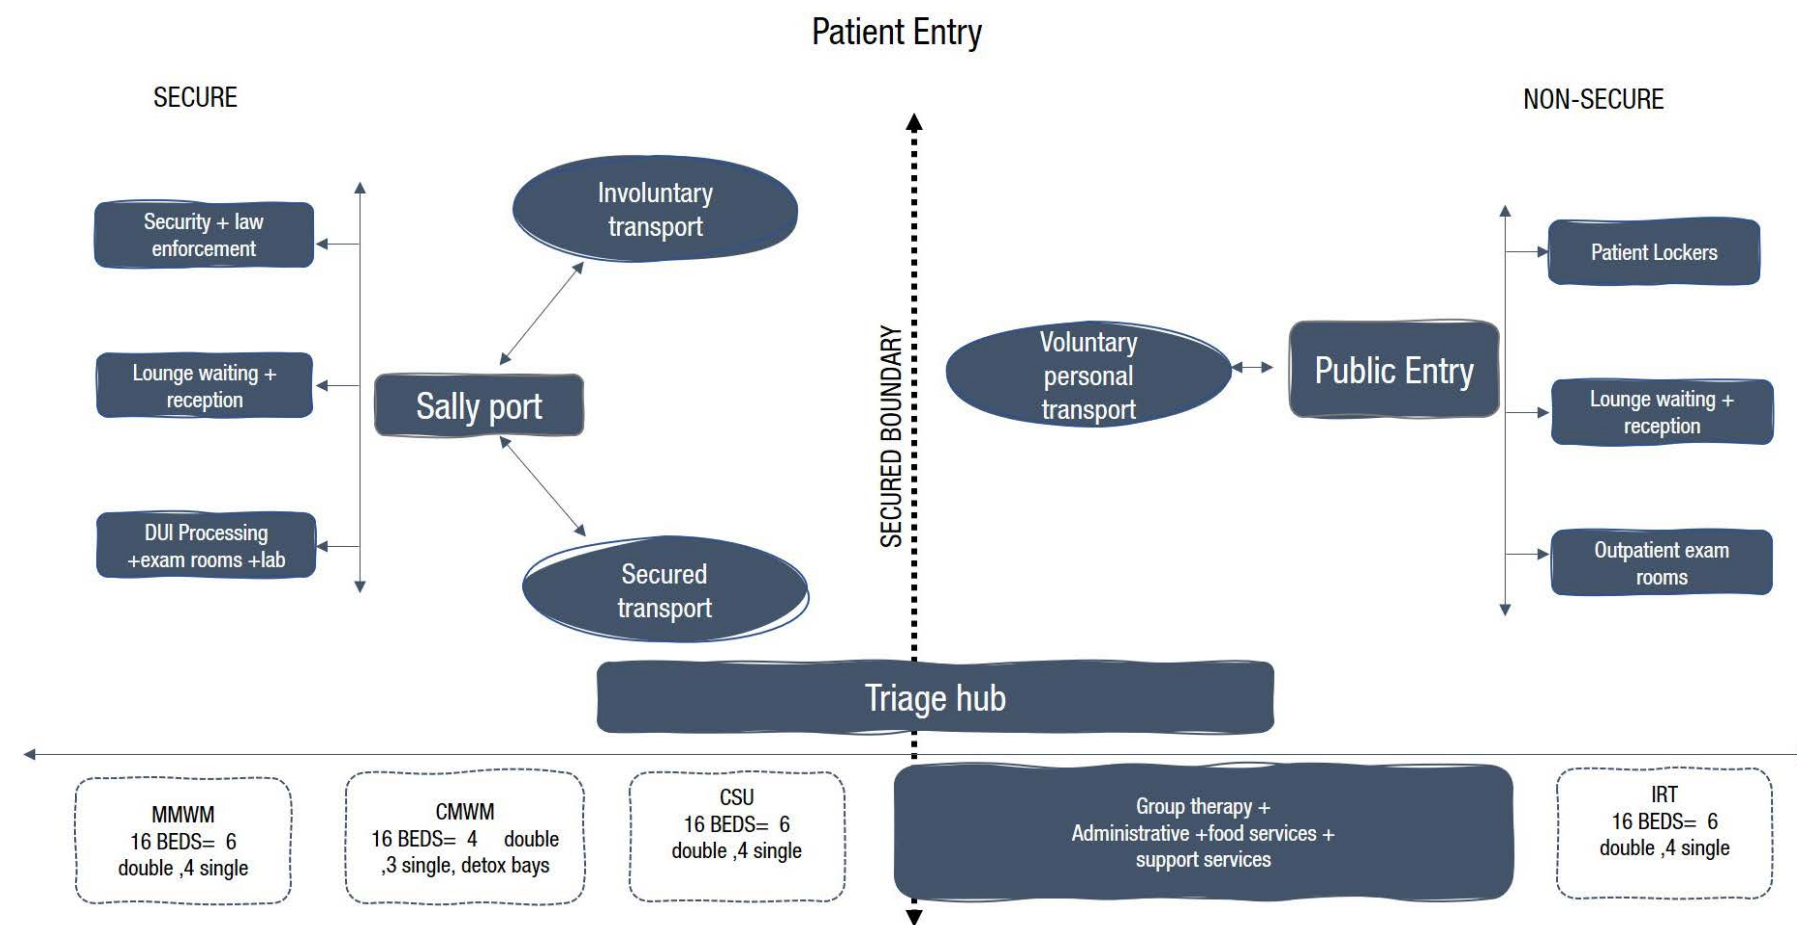 Patient Entry
SECURE
NON-SECURE
Involuntary
transport
Security + law
enforcement
Patient Lockers
Voluntary
personal
transport
Public Entry
Lounge waiting +
reception
Sally port
SECURED BOUNDARY
Lounge waiting +
reception
DUI Processing
+exam rooms +lab
Secured
transport
Outpatient exam
rooms
Triage hub
MMWM
16 BEDS= 6
double ,4 single
CMWM
16 BEDS= 4 double
,3 single, detox bays
CSU
16 BEDS= 6
double ,4 single
Group therapy +
Administrative +food services +
support services
IRT
16 BEDS= 6
double ,4 single